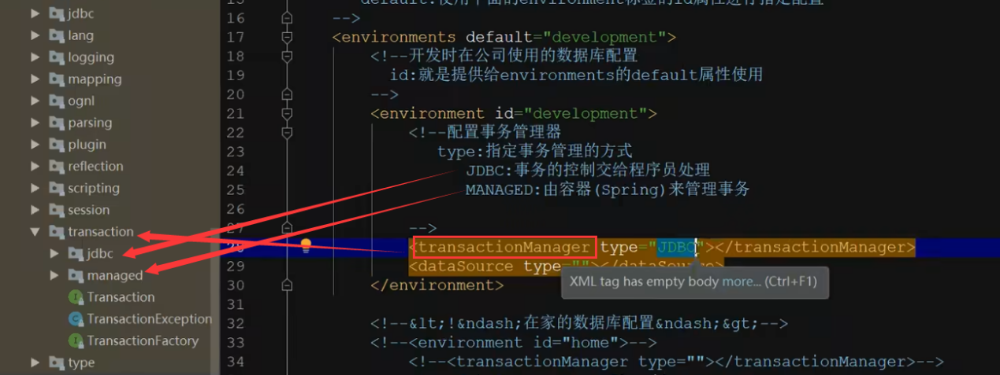 jdbc
lang
logging
mapping
ognl
parsing
plugin
reflection
scripting
session
transaction
jdbc
managed
Transaction
TransactionException
TransactionFactory
type
16 -->
17 <environments default="development">
18 <!--开发时在公司使用的数据库配置
19 id:就是提供给environments的default属性使用
20 -->
21 <environment id="development">
22 <!--配置事务管理器
23 type:指定事务管理的方式
24 JDBC:事务的控制交给程序员处理
25 MANAGED:由容器(Spring)来管理事务
26
27 -->
28 <transactionManager type="JDBC"></transactionManager>
29 <dataSource type=""></dataSource>
XML tag has empty body more... (Ctrl+F1)
30 </environment>
31
32 <!--&lt;!&ndash;在家的数据库配置&ndash;&gt;-->
33 <!--<environment id="home">-->
34 <!--<transactionManager type=""></transactionManager>-->